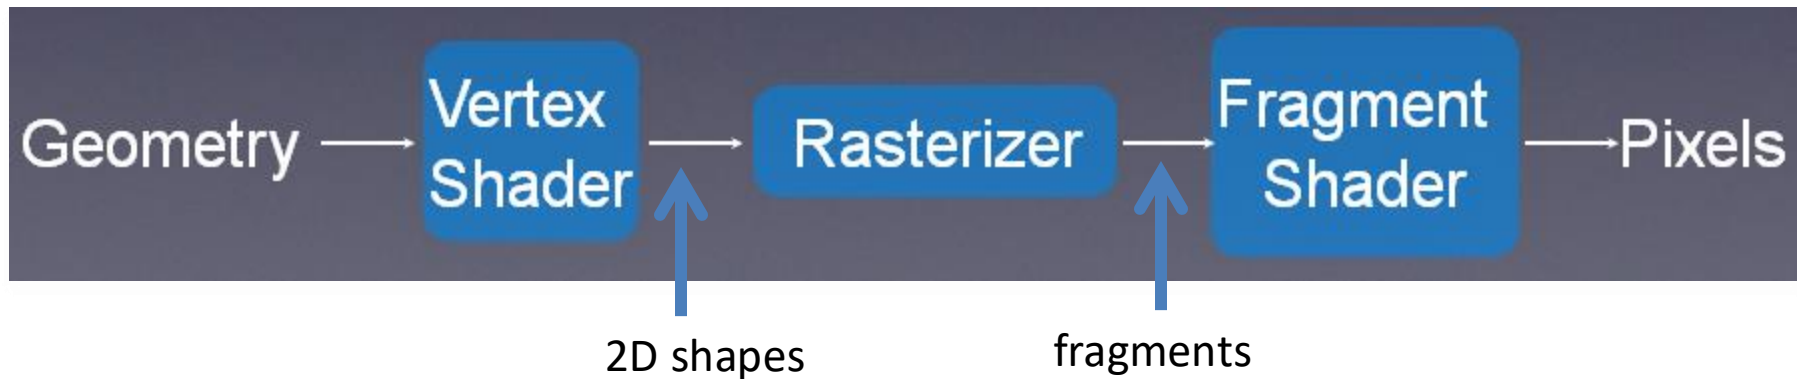 Geometry
Vertex
Shader
Rasterizer
Fragment
Shader
Pixels
2D shapes
fragments